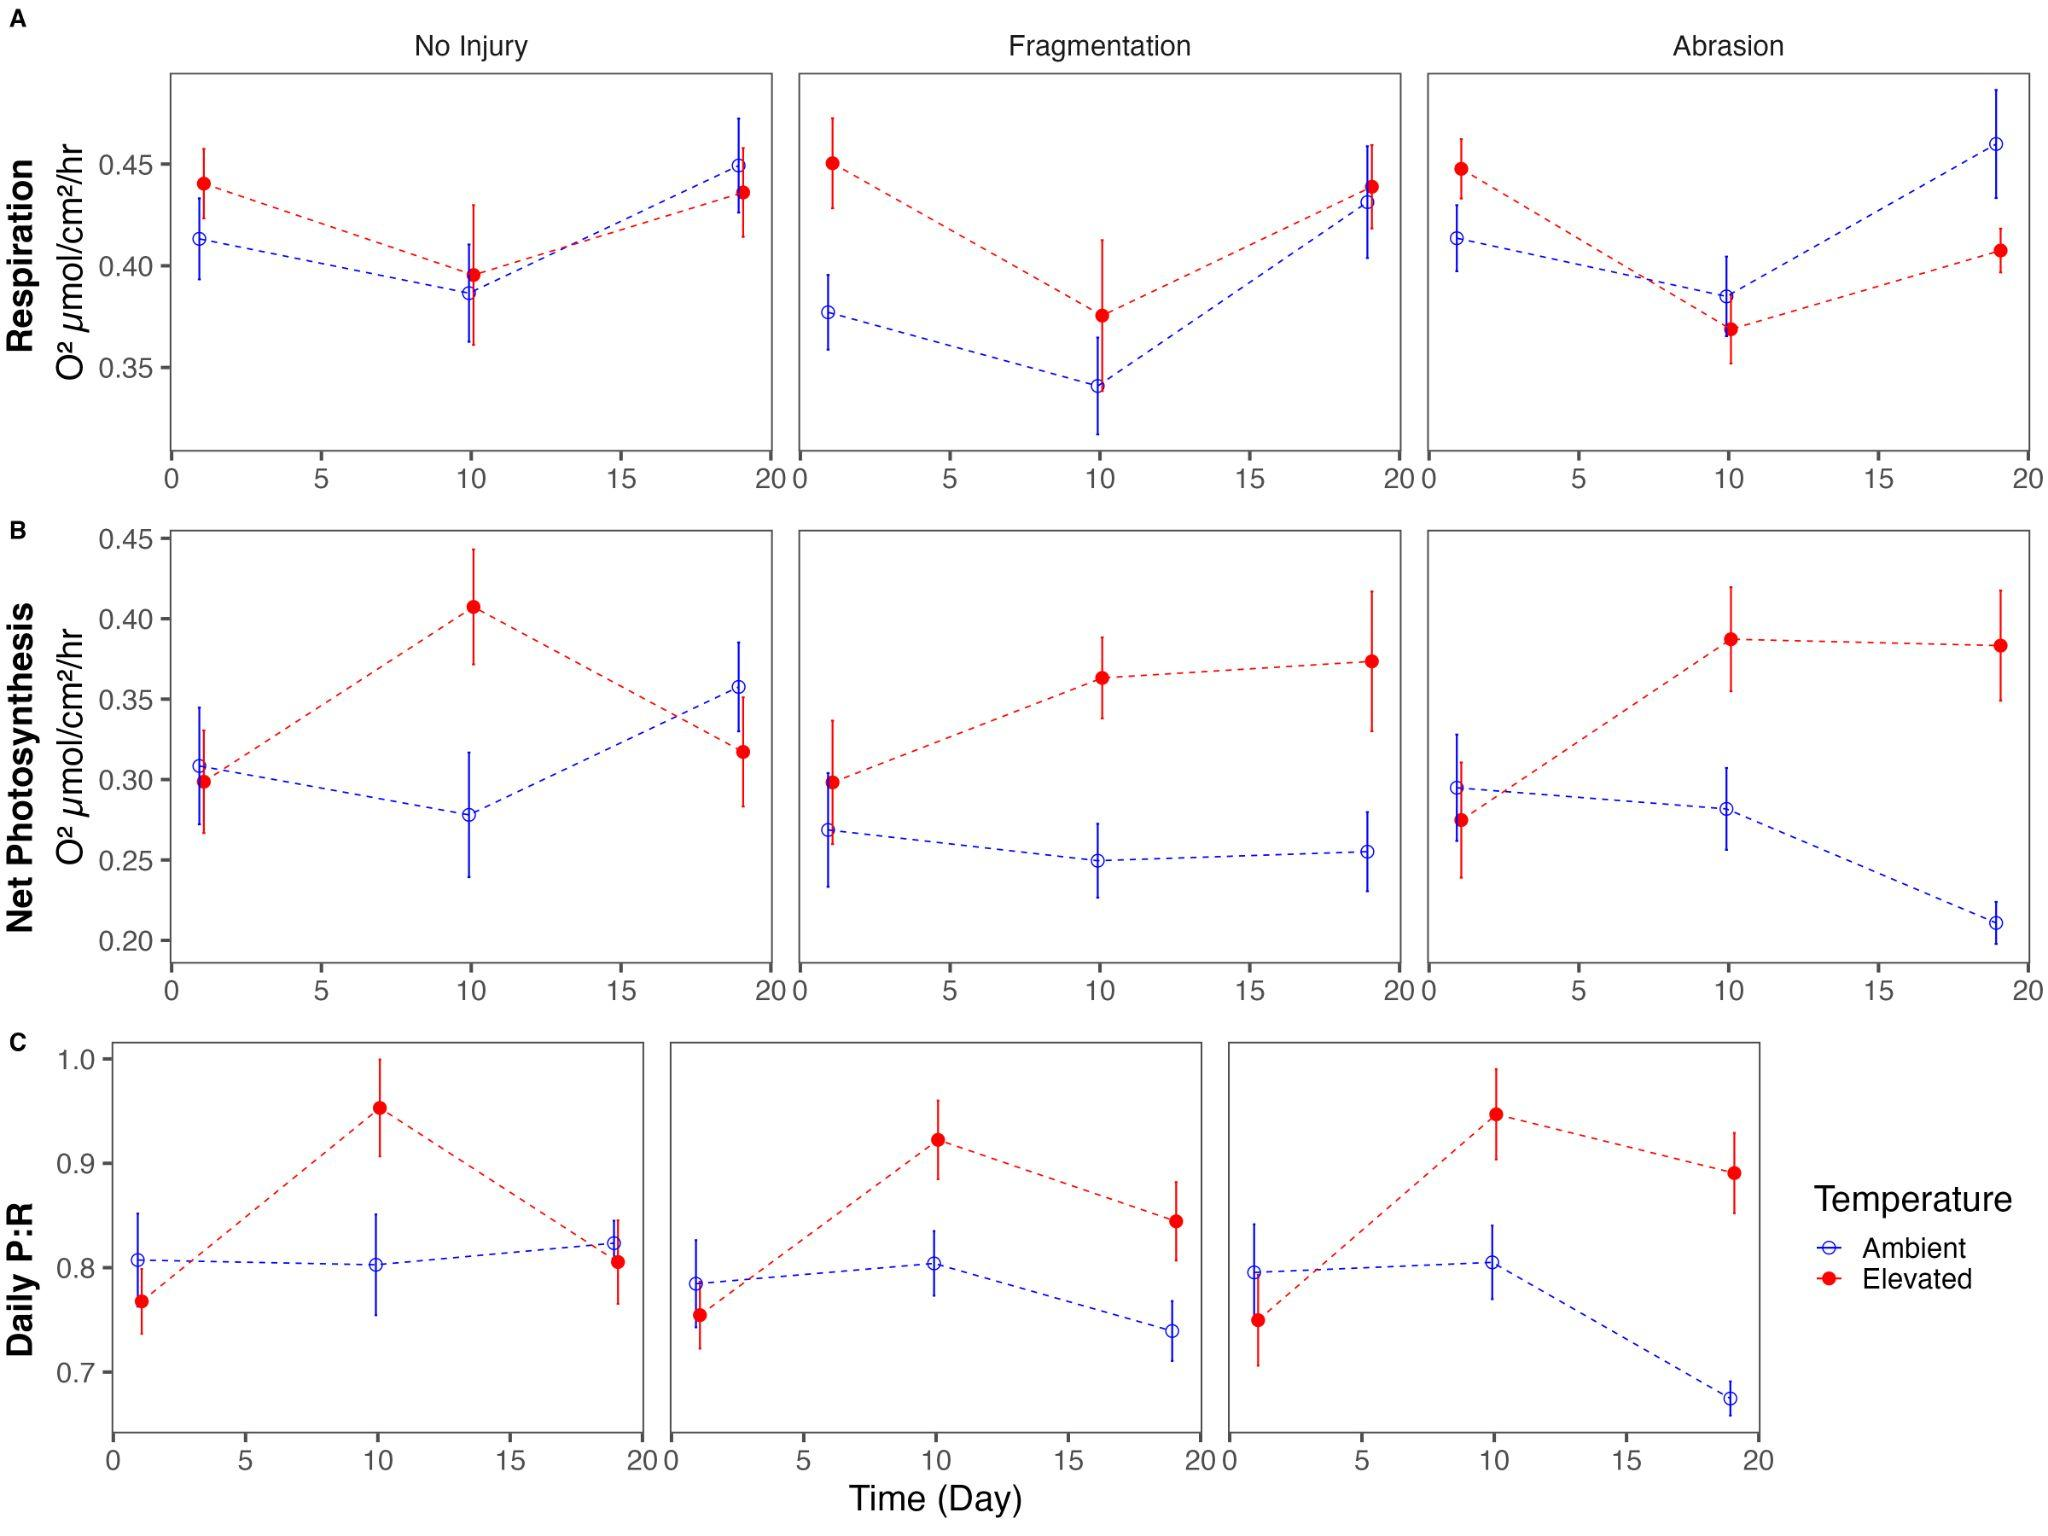 A
No Injury Fragmentation Abrasion
Respiration
O² µmol/cm²/hr
0.45
0.40
0.35
0 5 10 15 20 0 5 10 15 20 0 5 10 15 20
B
Net Photosynthesis
O² µmol/cm²/hr
0.45
0.40
0.35
0.30
0.25
0.20
0 5 10 15 20 0 5 10 15 20 0 5 10 15 20
C
Daily P:R
1.0
0.9
0.8
0.7
0 5 10 15 20 0 5 10 15 20 0 5 10 15 20
Time (Day)
Temperature
Ambient
Elevated